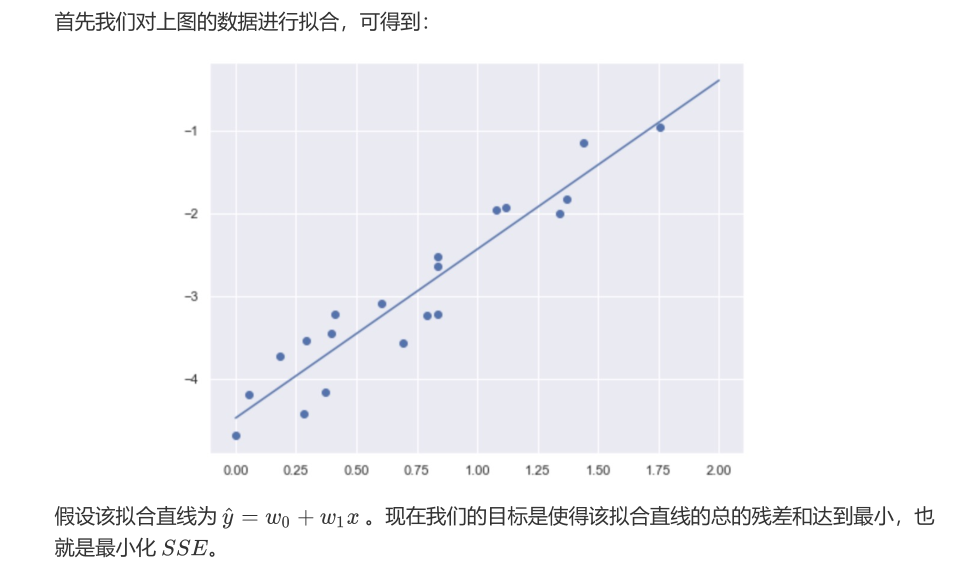 首先我们对上图的数据进行拟合，可得到：
−1
−2
−3
−4
0.00 0.25 0.50 0.75 1.00 1.25 1.50 1.75 2.00
假设该拟合直线为 ŷ = w₀ + w₁x 。现在我们的目标是使得该拟合直线的总的残差和达到最小，也
就是最小化 SSE。